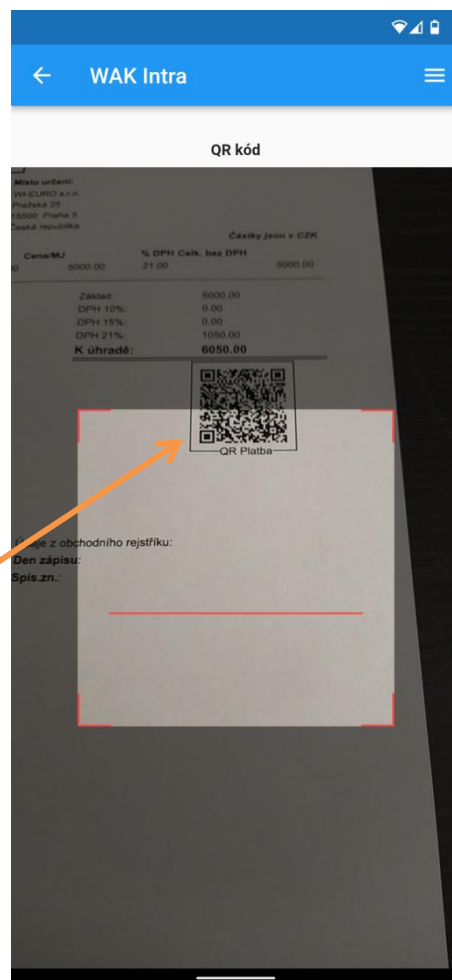 WAK Intra
QR kód
Místo určení:
WI-EURO s.r.o.
Pražská 25
15500 Praha 5
Česká republika
Částky jsou v CZK
Cena/MJ % DPH Celk. bez DPH
5000.00 21.00 5000.00
Základ: 5000.00
DPH 10%: 0.00
DPH 15%: 0.00
DPH 21%: 1050.00
K úhradě: 6050.00
QR Platba
Údaje z obchodního rejstříku:
Den zápisu:
Spis.zn.: